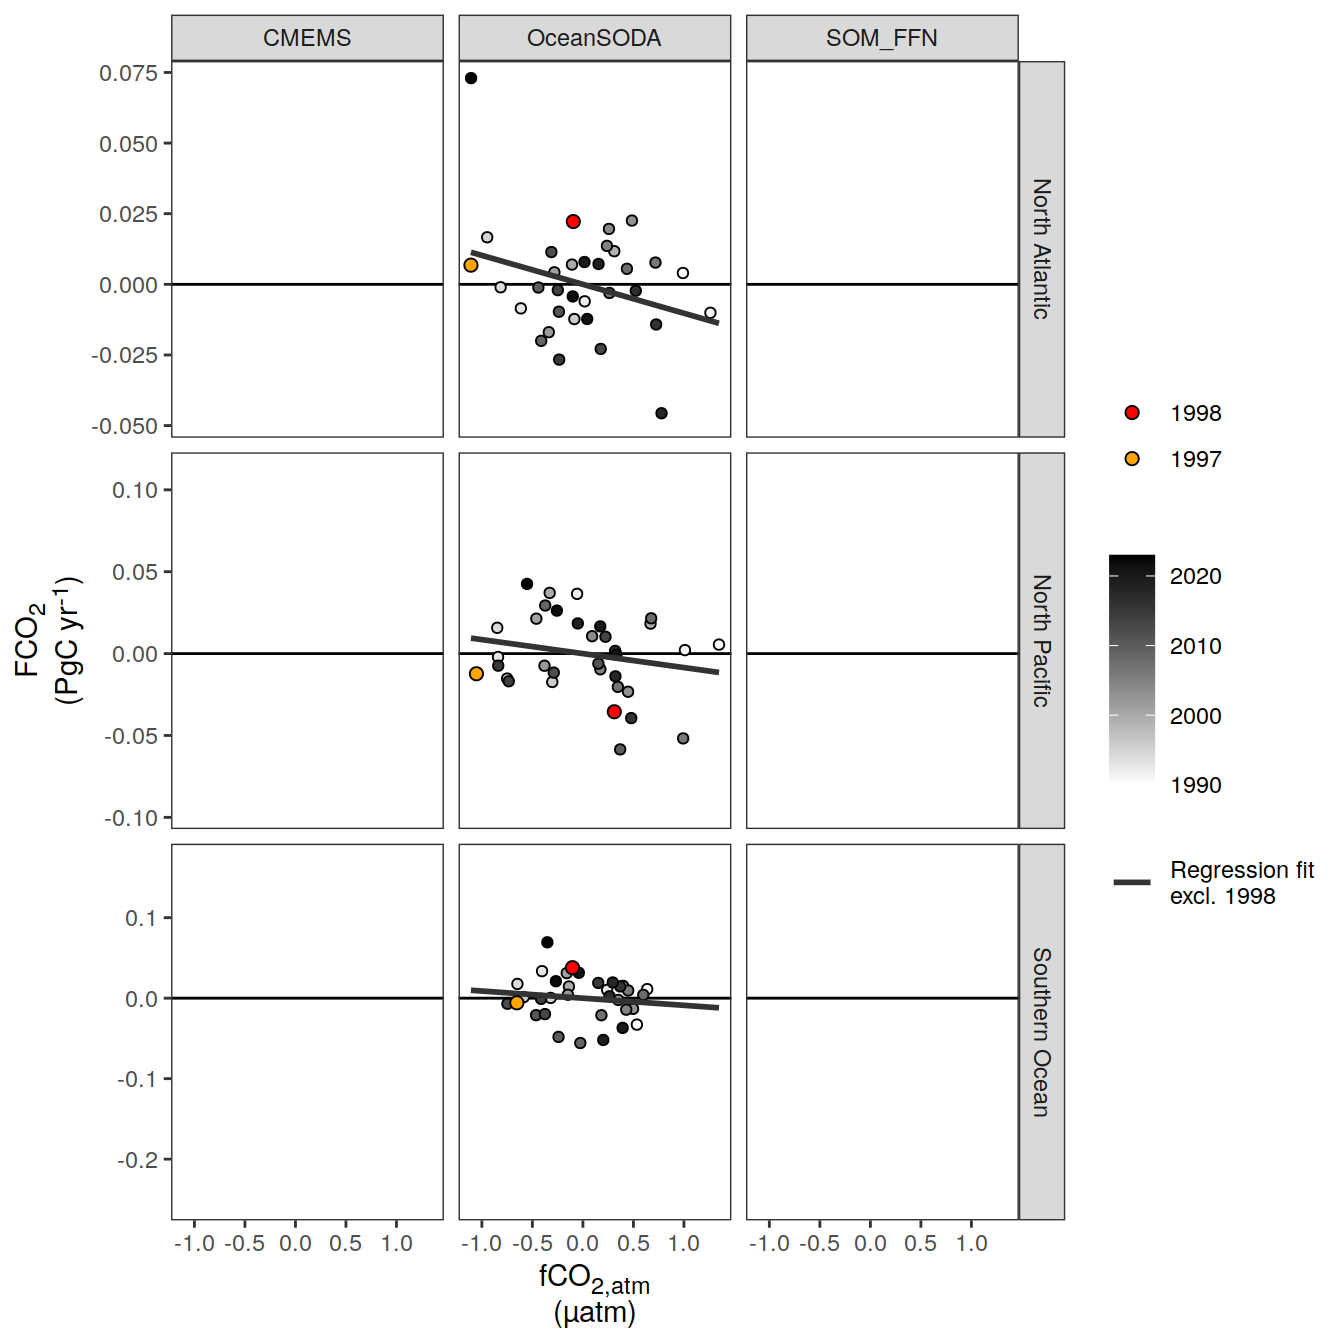 CMEMS OceanSODA SOM_FFN
0.075
0.050
0.025
0.000
-0.025
-0.050
North Atlantic
0.10
0.05
0.00
-0.05
-0.10
North Pacific
0.1
0.0
-0.1
-0.2
Southern Ocean
-1.0 -0.5 0.0 0.5 1.0 -1.0 -0.5 0.0 0.5 1.0 -1.0 -0.5 0.0 0.5 1.0
fCO2,atm
(µatm)
FCO2
(PgC yr-1)
1998
1997
2020
2010
2000
1990
Regression fit
excl. 1998